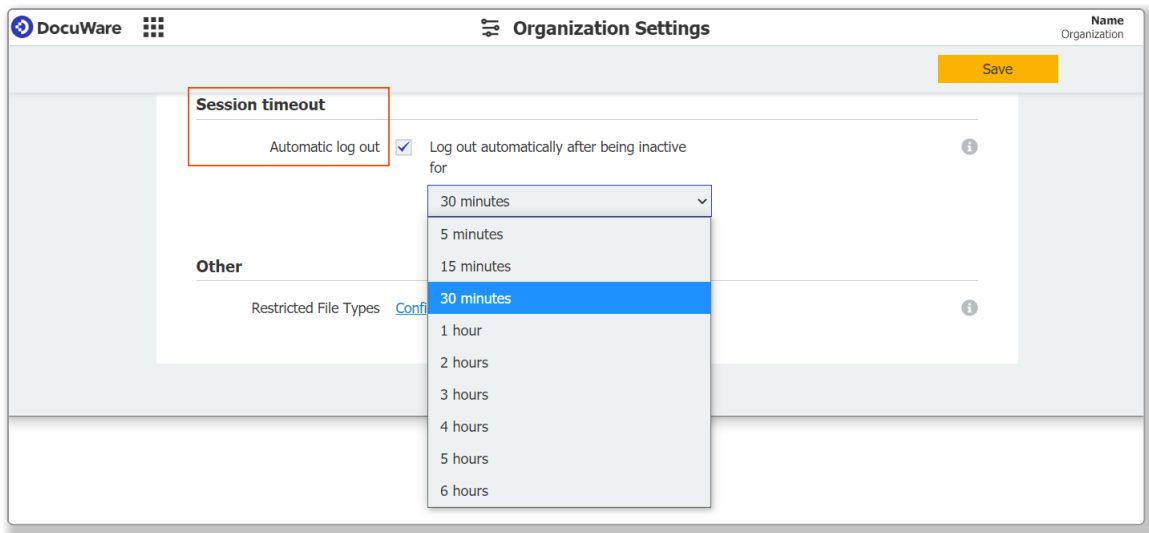 DocuWare
Organization Settings
Name
Organization
Save
Session timeout
Automatic log out
Log out automatically after being inactive
for
30 minutes
5 minutes
15 minutes
30 minutes
1 hour
2 hours
3 hours
4 hours
5 hours
6 hours
Other
Restricted File Types
Confi